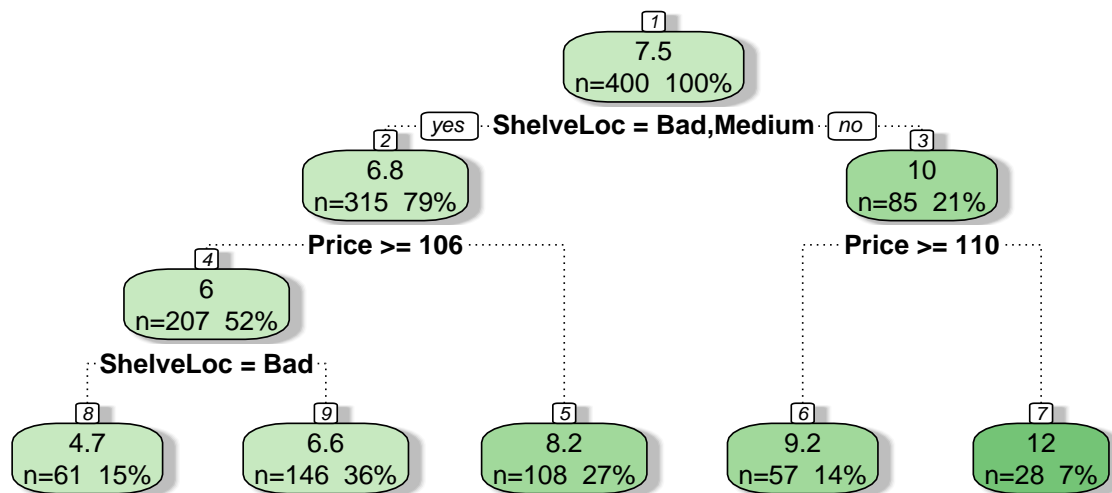 1
7.5
n=400 100%
yes ShelveLoc = Bad,Medium no
2
6.8
n=315 79%
3
10
n=85 21%
Price >= 106
Price >= 110
4
6
n=207 52%
ShelveLoc = Bad
8
4.7
n=61 15%
9
6.6
n=146 36%
5
8.2
n=108 27%
6
9.2
n=57 14%
7
12
n=28 7%